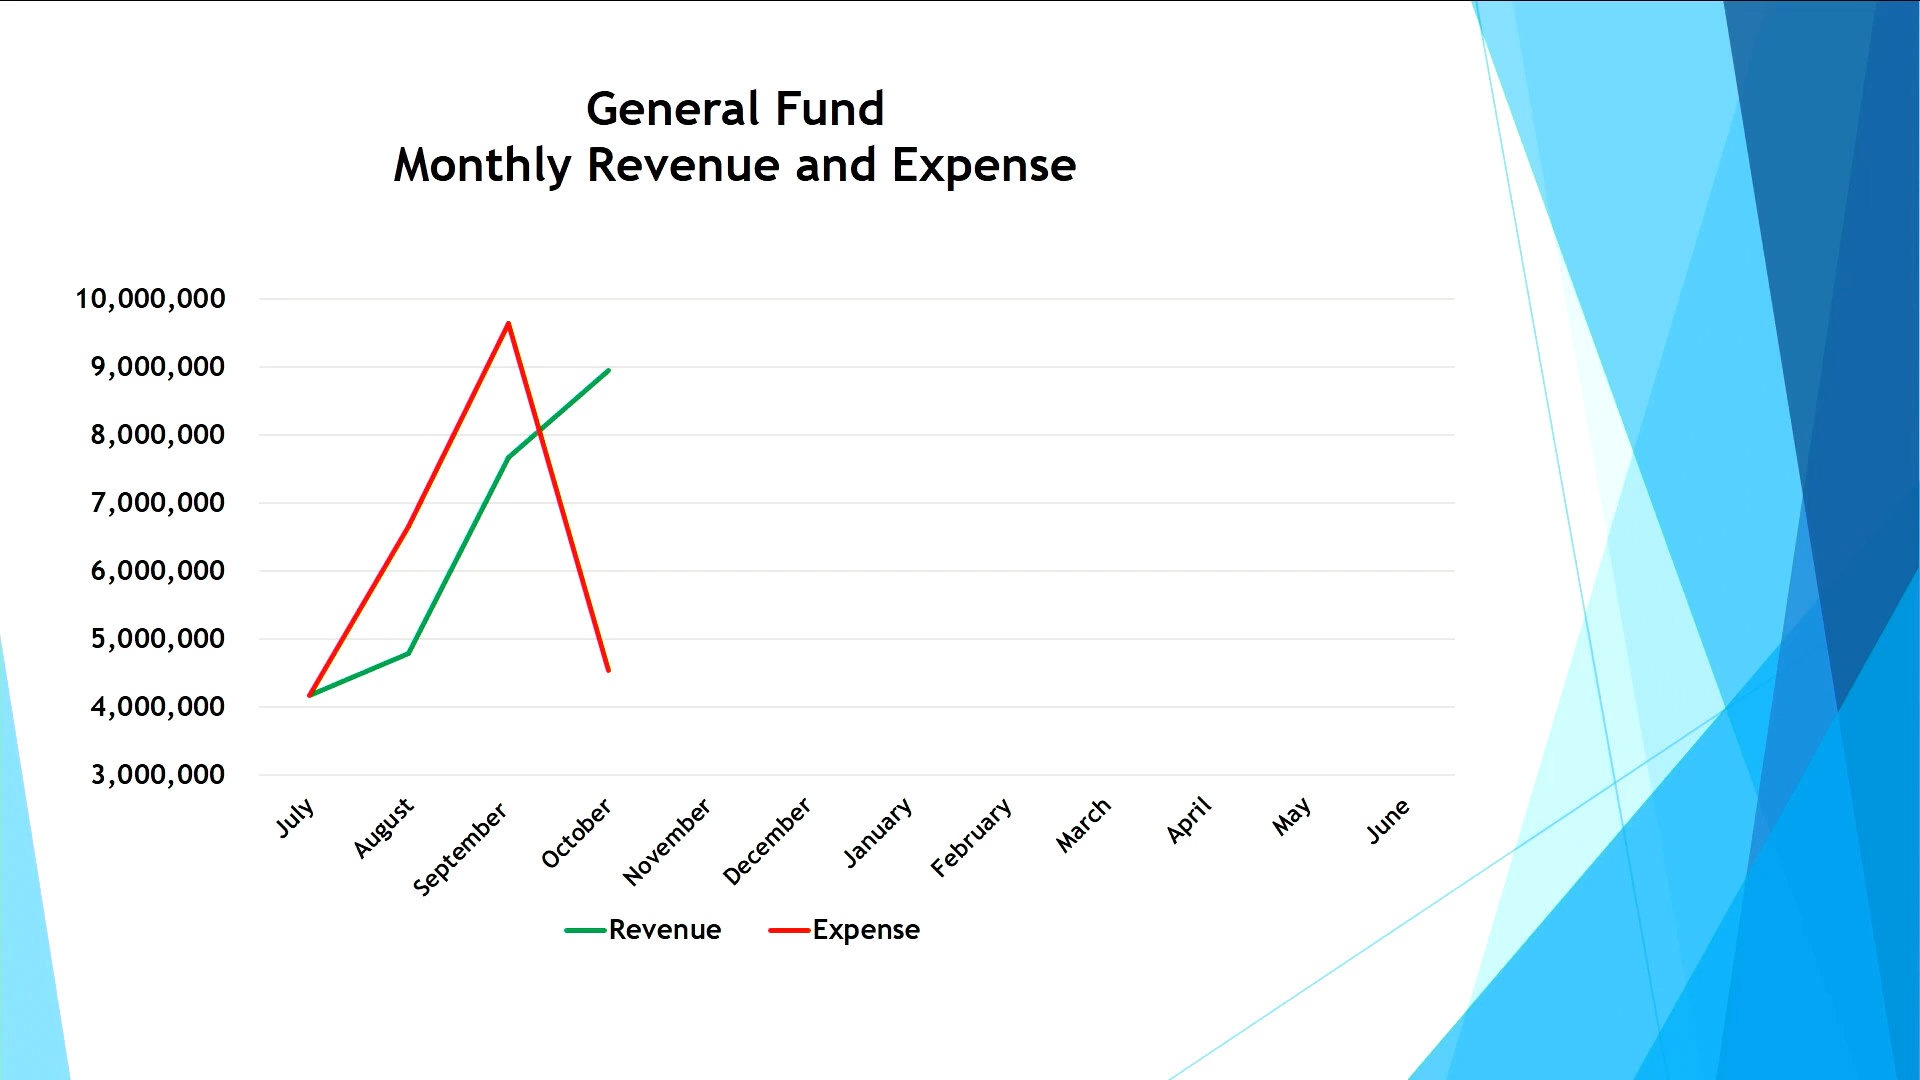 General Fund
Monthly Revenue and Expense
10,000,000
9,000,000
8,000,000
7,000,000
6,000,000
5,000,000
4,000,000
3,000,000
July
August
September
October
November
December
January
February
March
April
May
June
Revenue
Expense